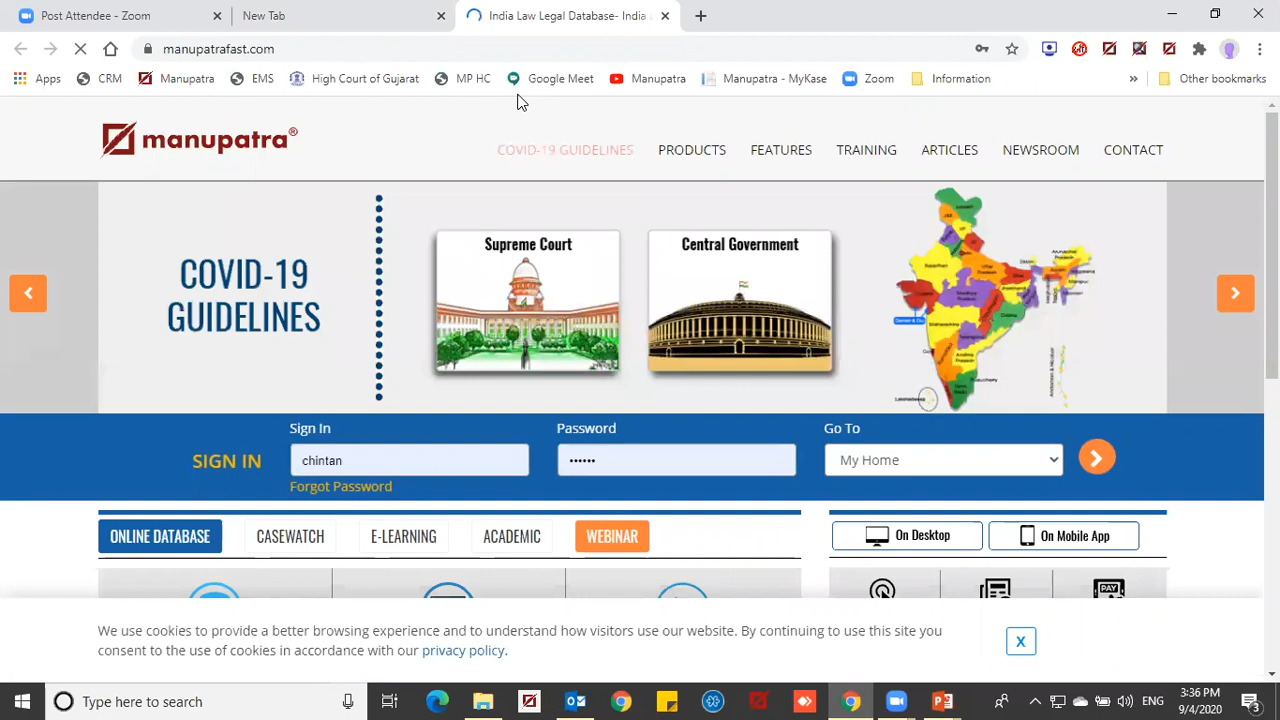 Post Attendee - Zoom
New Tab
India Law Legal Database- India
manupatrafast.com
Apps
CRM
Manupatra
EMS
High Court of Gujarat
MP HC
Google Meet
Manupatra
Manupatra - MyKase
Zoom
Information
»
Other bookmarks
manupatra®
COVID-19 GUIDELINES
PRODUCTS
FEATURES
TRAINING
ARTICLES
NEWSROOM
CONTACT
COVID-19
GUIDELINES
Supreme Court
Central Government
SIGN IN
Sign In
chintan
Forgot Password
Password
••••••
Go To
My Home
ONLINE DATABASE
CASEWATCH
E-LEARNING
ACADEMIC
WEBINAR
On Desktop
On Mobile App
PAY
We use cookies to provide a better browsing experience and to understand how visitors use our website. By continuing to use this site you
consent to the use of cookies in accordance with our privacy policy.
X
Type here to search
ENG
3:36 PM
9/4/2020
3